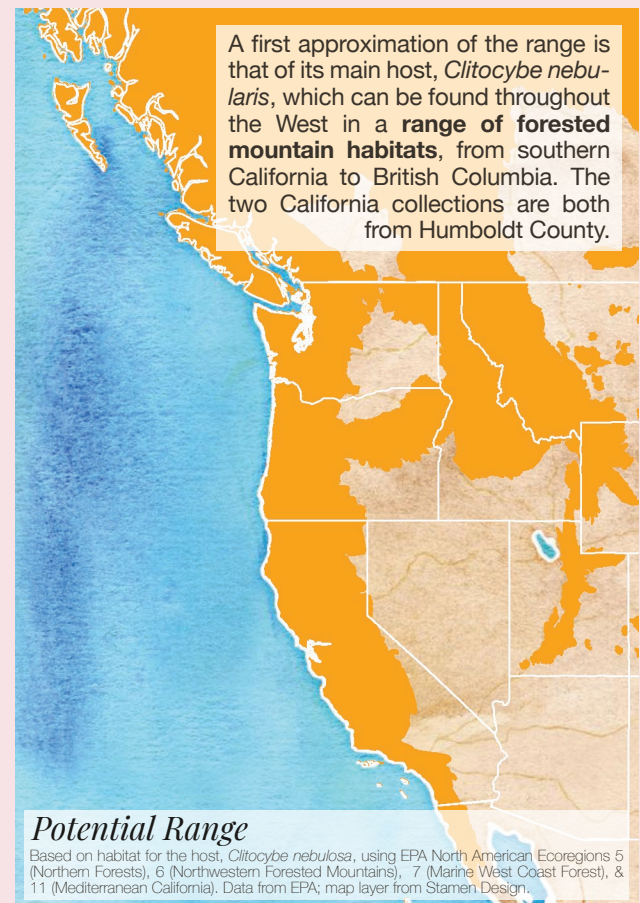 A first approximation of the range is
that of its main host, Clitocybe nebu-
laris, which can be found throughout
the West in a range of forested
mountain habitats, from southern
California to British Columbia. The
two California collections are both
from Humboldt County.
Potential Range
Based on habitat for the host, Clitocybe nebulosa, using EPA North American Ecoregions 5
(Northern Forests), 6 (Northwestern Forested Mountains), 7 (Marine West Coast Forest), &
11 (Mediterranean California). Data from EPA; map layer from Stamen Design.